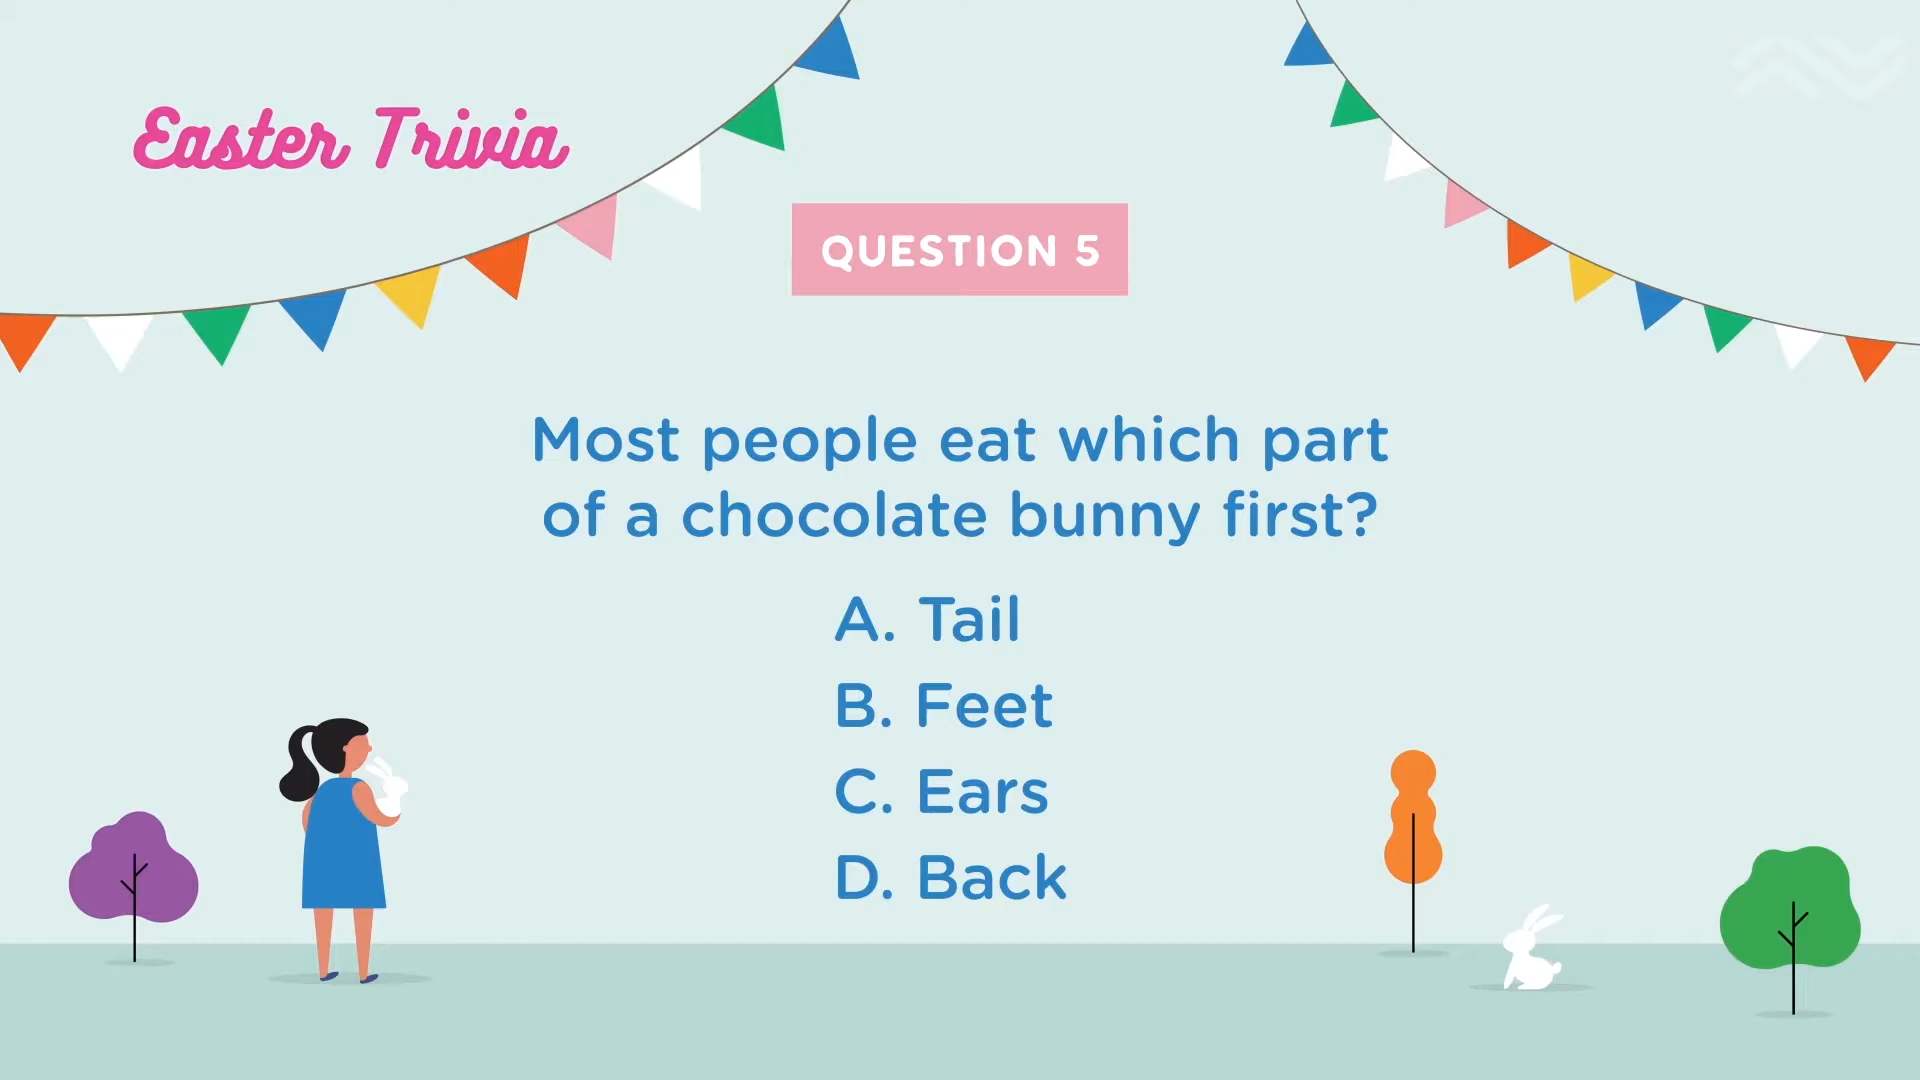 Easter Trivia
QUESTION 5
Most people eat which part
of a chocolate bunny first?
A. Tail
B. Feet
C. Ears
D. Back